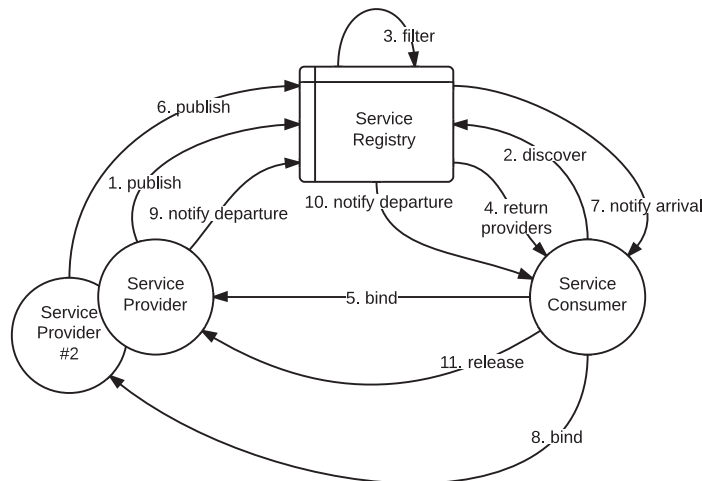 3. filter
6. publish
Service
Registry
2. discover
1. publish
9. notify departure
10. notify departure
4. return
providers
7. notify arrival
Service
Provider
Service
Consumer
5. bind
Service
Provider
#2
11. release
8. bind